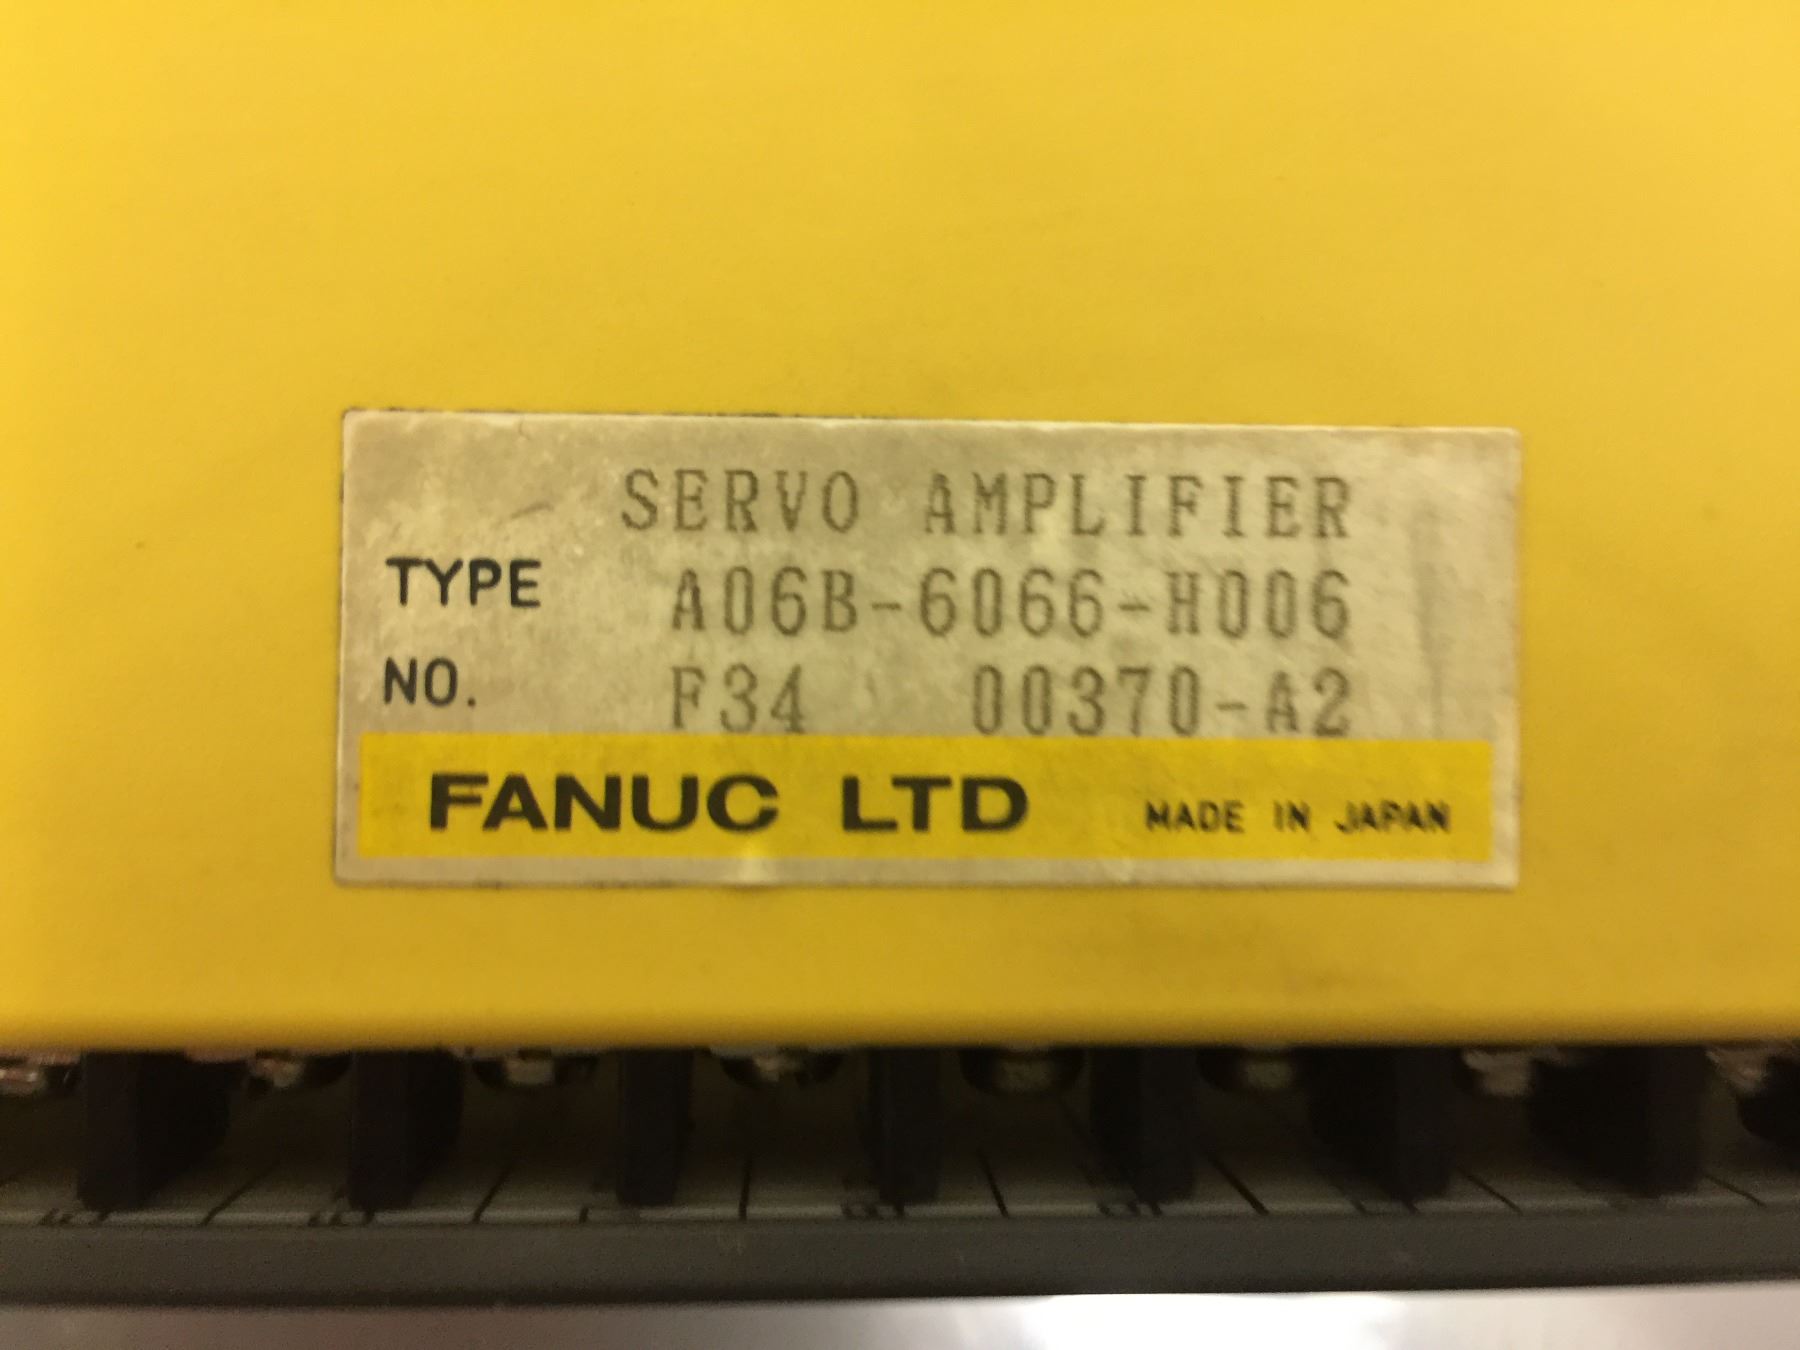 SERVO AMPLIFIER
TYPE A06B-6066-H006
NO. F34 00370-A2
FANUC LTD MADE IN JAPAN